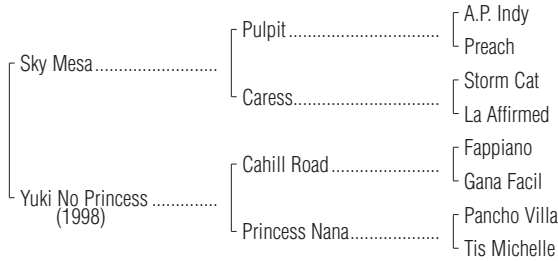 A.P. Indy
Pulpit
Preach
Sky Mesa
Storm Cat
Caress
La Affirmed
Fappiano
Cahill Road
Gana Facil
Yuki No Princess
(1998)
Pancho Villa
Princess Nana
Tis Michelle